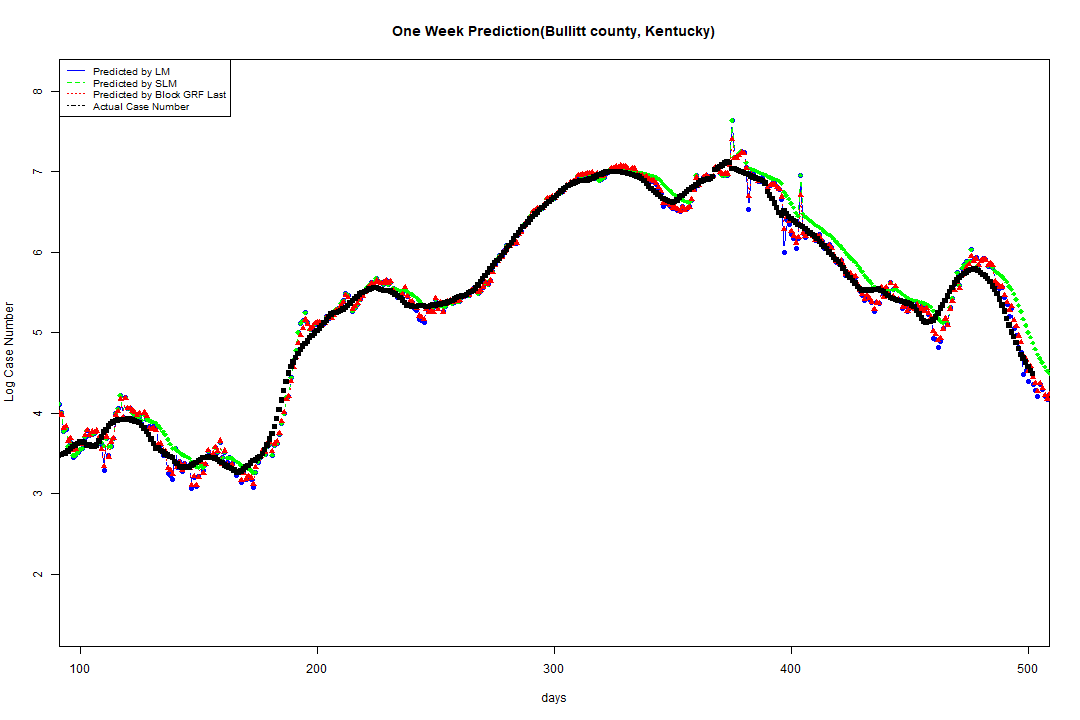 One Week Prediction(Bullitt county, Kentucky)
Predicted by LM
Predicted by SLM
Predicted by Block GRF Last
Actual Case Number
8
7
6
5
4
3
2
Log Case Number
100 200 300 400 500
days